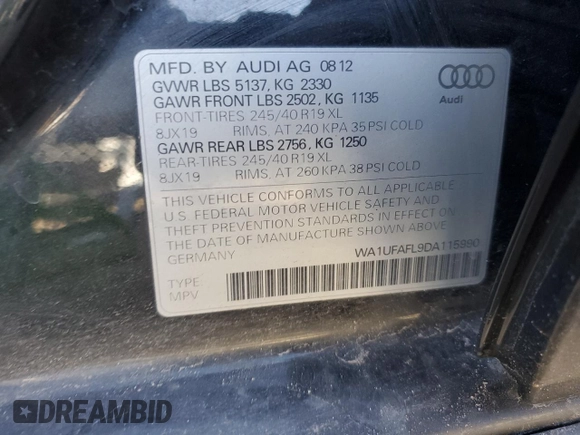 MFD. BY AUDI AG 08 12
GVWR LBS 5137, KG 2330
GAWR FRONT LBS 2502, KG 1135
FRONT-TIRES 245/40 R19 XL
8JX19 RIMS, AT 240 KPA 35 PSI COLD
GAWR REAR LBS 2756, KG 1250
REAR-TIRES 245/40 R19 XL
8JX19 RIMS, AT 260 KPA 38 PSI COLD
Audi
THIS VEHICLE CONFORMS TO ALL APPLICABLE
U.S. FEDERAL MOTOR VEHICLE SAFETY AND
THEFT PREVENTION STANDARDS IN EFFECT ON
THE DATE OF MANUFACTURE SHOWN ABOVE.
GERMANY WA1UFAFL9DA115980
TYPE
MPV
DREAMBID